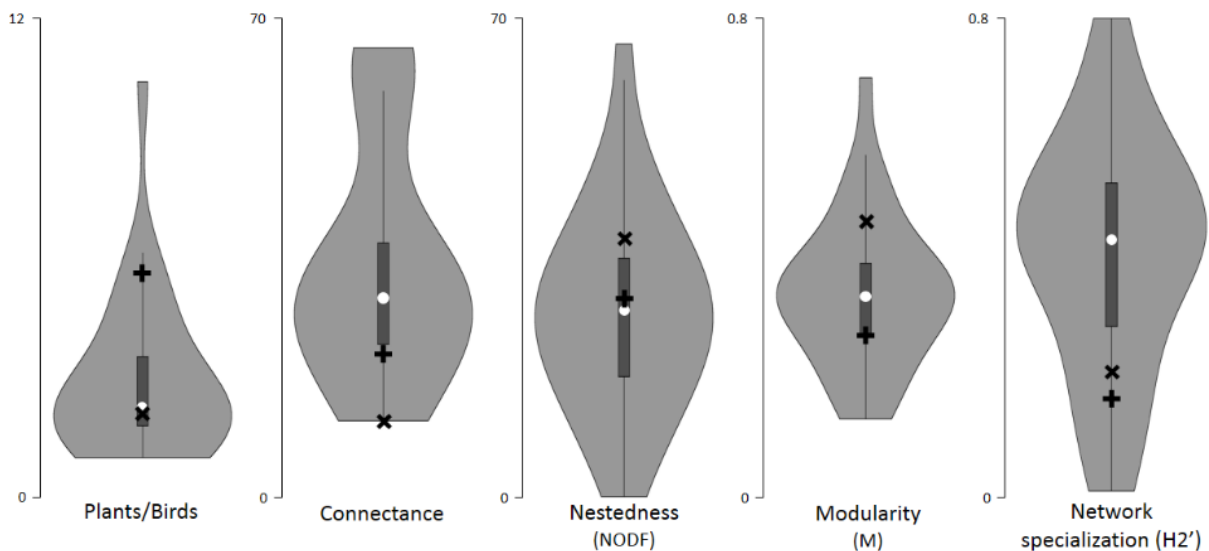 12
0
Plants/Birds
70
0
Connectance
70
0
Nestedness
(NODF)
0.8
0
Modularity
(M)
0.8
0
Network
specialization (H2')